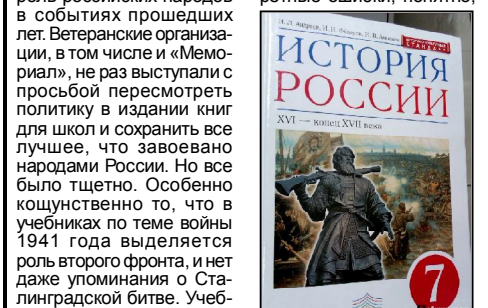 роль российских народов
в событиях прошедших
лет. Ветеранские организа-
ции, в том числе и «Мемо-
риал», не раз выступали с
просьбой пересмотреть
политику в издании книг
для школ и сохранить все
лучшее, что завоевано
народами России. Но все
было тщетно. Особенно
кощунственно то, что в
учебниках по теме войны
1941 года выделяется
роль второго фронта, и нет
даже упоминания о Ста-
линградской битве. Учеб-
ошибки, понятно,
ИСТОРИЯ
РОССИИ
XVI — конец XVII века
7